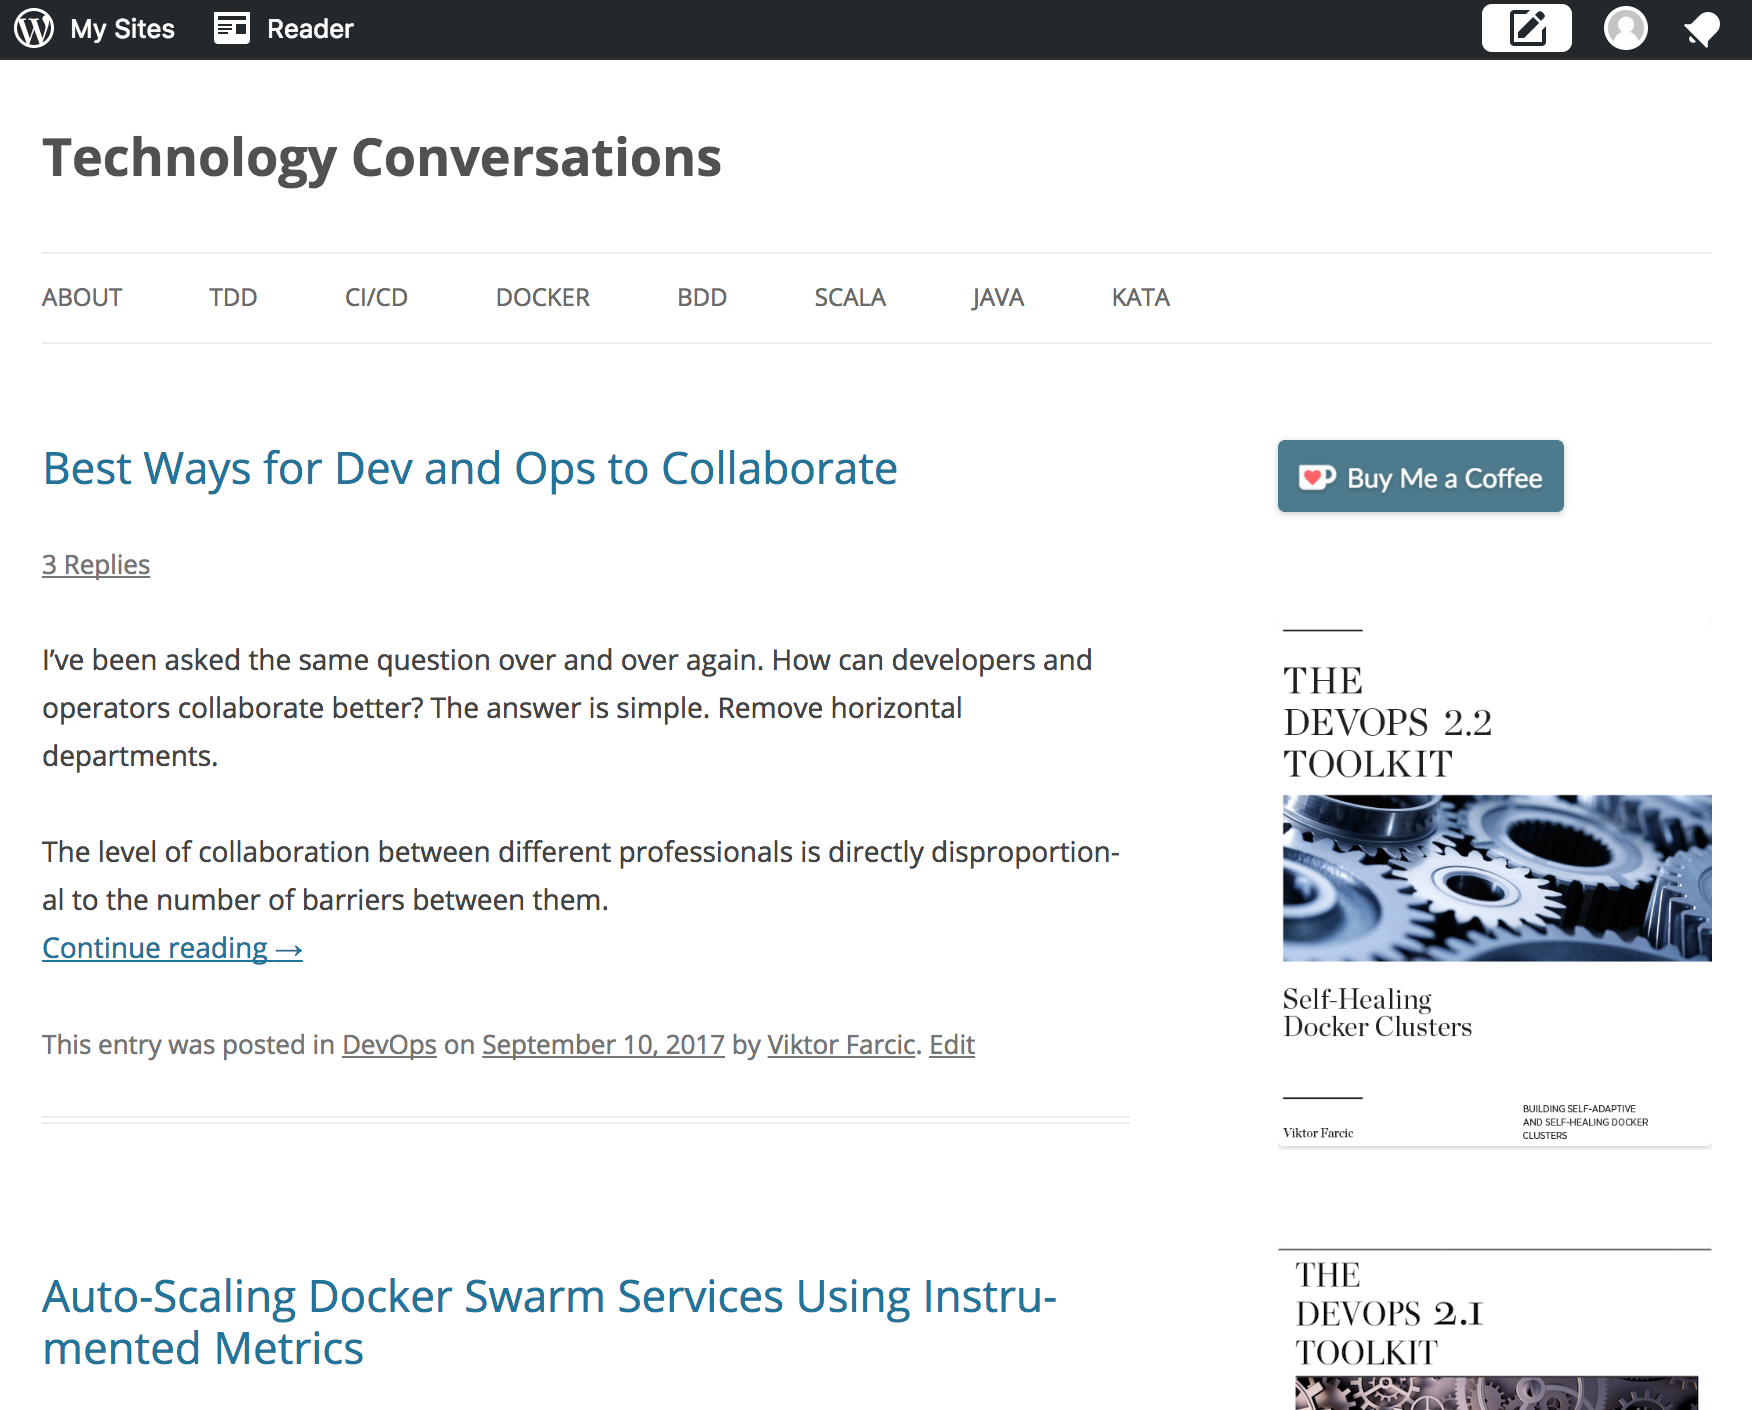 My Sites
Reader
Technology Conversations
ABOUT
TDD
CI/CD
DOCKER
BDD
SCALA
JAVA
KATA
Best Ways for Dev and Ops to Collaborate
3 Replies
I’ve been asked the same question over and over again. How can developers and
operators collaborate better? The answer is simple. Remove horizontal
departments.
The level of collaboration between different professionals is directly disproportion-
al to the number of barriers between them.
Continue reading →
This entry was posted in DevOps on September 10, 2017 by Viktor Farcic. Edit
Auto-Scaling Docker Swarm Services Using Instru-
mented Metrics
Buy Me a Coffee
THE
DEVOPS 2.2
TOOLKIT
Self-Healing
Docker Clusters
Viktor Farcic
BUILDING SELF-ADAPTIVE
AND SELF-HEALING DOCKER
CLUSTERS
THE
DEVOPS 2.1
TOOLKIT